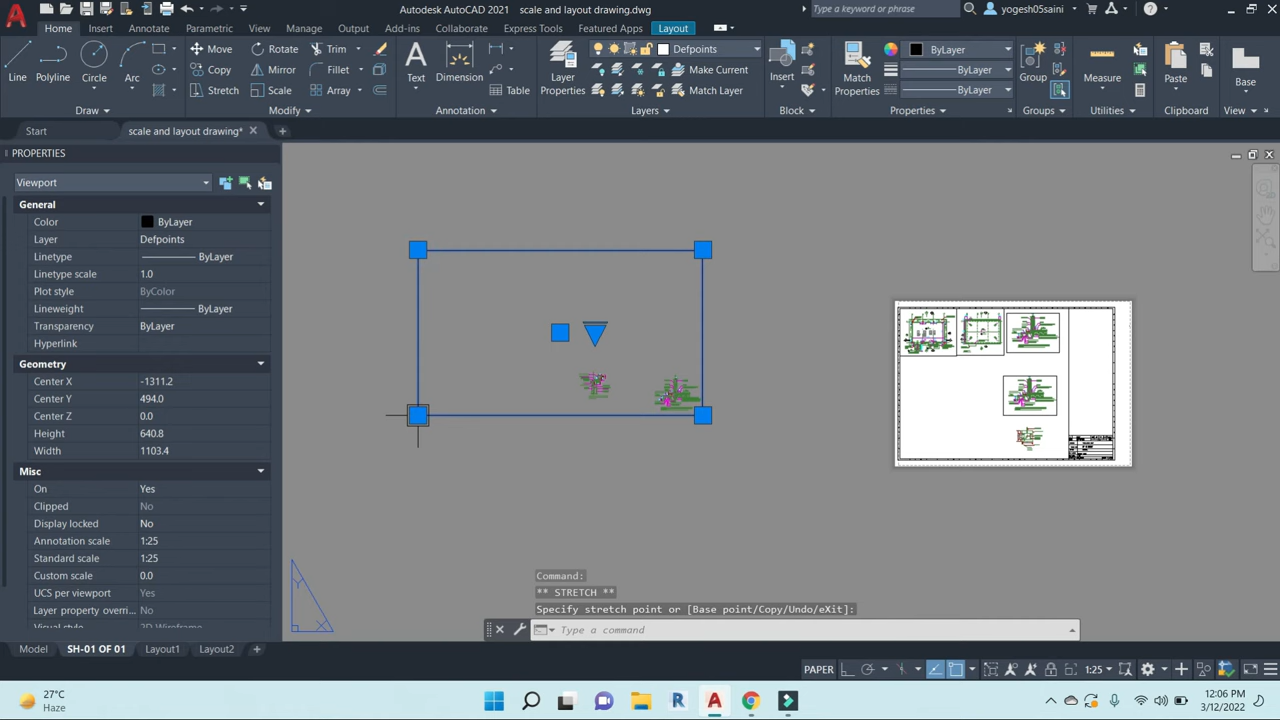 Autodesk AutoCAD 2021 scale and layout drawing.dwg
Type a keyword or phrase
yogesh05saini
Home Insert Annotate Parametric View Manage Output Add-ins Collaborate Express Tools Featured Apps Layout
Line Polyline Circle Arc
Move Rotate Trim
Copy Mirror Fillet
Stretch Scale Array
Text Dimension Table
Layer Properties
Defpoints
Make Current
Match Layer
Insert
Match Properties
ByLayer
ByLayer
ByLayer
Group Measure Paste Base
Draw Modify Annotation Layers Block Properties Groups Utilities Clipboard View
Start scale and layout drawing*
PROPERTIES
Viewport
General
Color ByLayer
Layer Defpoints
Linetype ByLayer
Linetype scale 1.0
Plot style ByColor
Lineweight ByLayer
Transparency ByLayer
Hyperlink
Geometry
Center X -1311.2
Center Y 494.0
Center Z 0.0
Height 640.8
Width 1103.4
Misc
On Yes
Clipped No
Display locked No
Annotation scale 1:25
Standard scale 1:25
Custom scale 0.0
UCS per viewport Yes
Layer property overri... No
Visual style 2D Wireframe
Y
X
Command:
** STRETCH **
Specify stretch point or [Base point/Copy/Undo/eXit]:
Type a command
Model SH-01 OF 01 Layout1 Layout2
PAPER 1:25
27°C
Haze
12:06 PM
3/12/2022